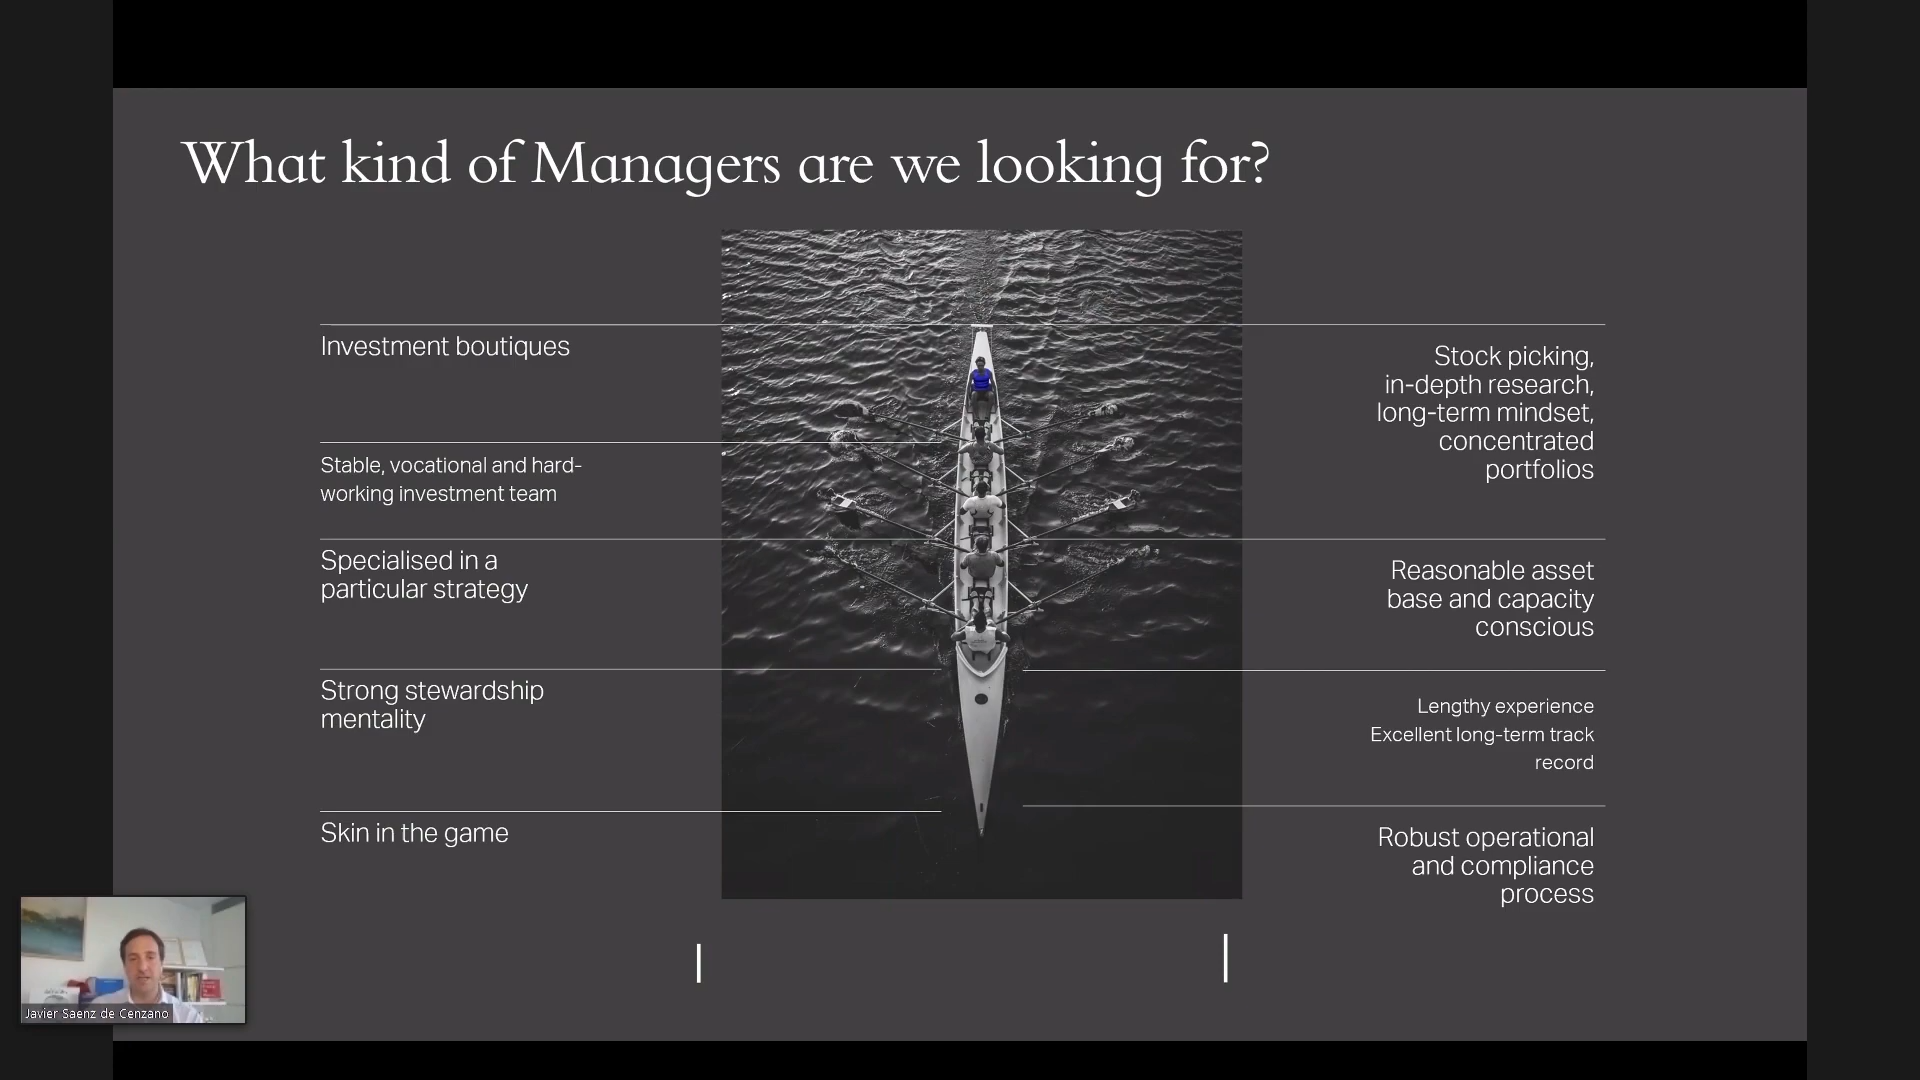 What kind of Managers are we looking for?
Investment boutiques
Stable, vocational and hard-
working investment team
Specialised in a
particular strategy
Strong stewardship
mentality
Skin in the game
Stock picking,
in-depth research,
long-term mindset,
concentrated
portfolios
Reasonable asset
base and capacity
conscious
Lengthy experience
Excellent long-term track
record
Robust operational
and compliance
process
Javier Saenz de Cenzano